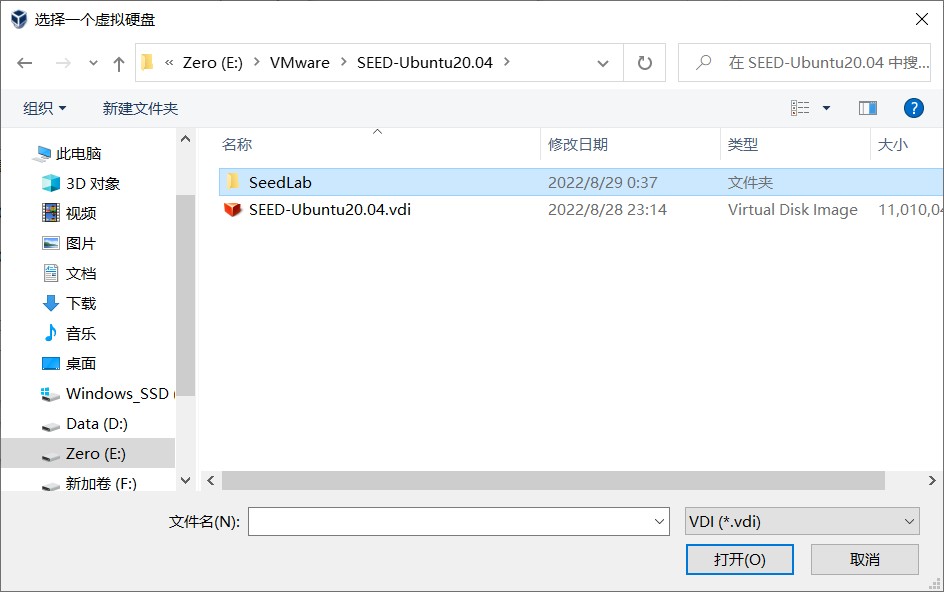 选择一个虚拟硬盘
« Zero (E:) > VMware > SEED-Ubuntu20.04 >
在 SEED-Ubuntu20.04 中搜...
组织 新建文件夹
名称 修改日期 类型 大小
此电脑
3D 对象
视频
图片
文档
下载
音乐
桌面
Windows_SSD (
Data (D:)
Zero (E:)
新加卷 (F:)
SeedLab 2022/8/29 0:37 文件夹
SEED-Ubuntu20.04.vdi 2022/8/28 23:14 Virtual Disk Image 11,010,04
文件名(N): VDI (*.vdi)
打开(O) 取消